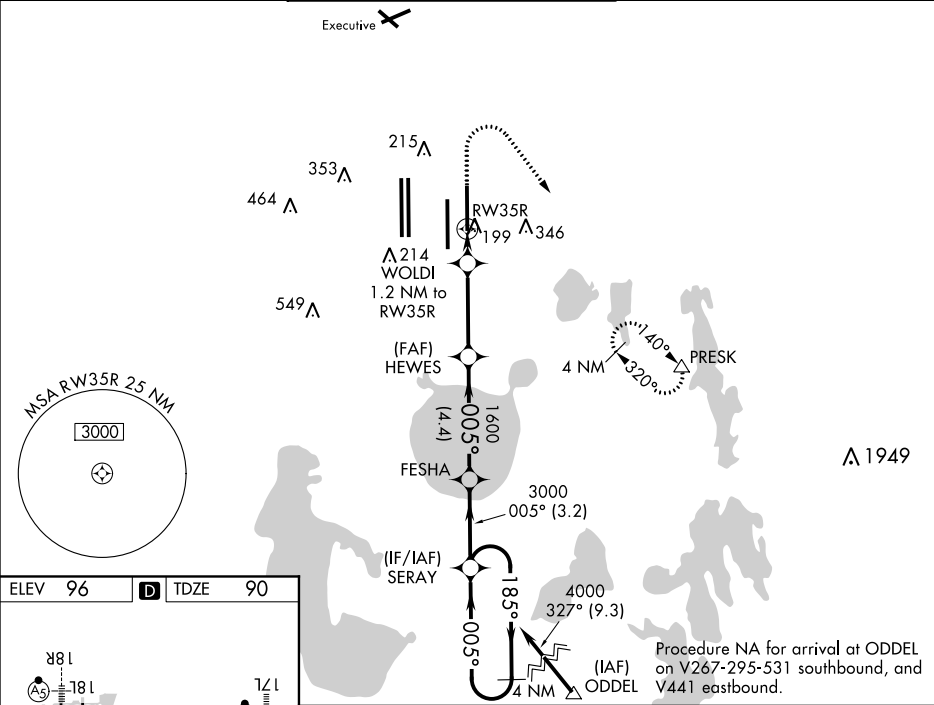 Executive
215
353
464
RW35R
199
346
214
WOLDI
1.2 NM to
RW35R
549
(FAF)
HEWES
140°
4 NM
PRESK
320°
MSA RW35R 25 NM
3000
1600
005°
(4.4)
FESHA
1949
3000
005° (3.2)
(IF/IAF)
SERAY
185°
005°
4 NM
4000
327° (9.3)
(IAF)
ODDEL
Procedure NA for arrival at ODDEL
on V267-295-531 southbound, and
V441 eastbound.
ELEV 96 D TDZE 90
18R
18L
A5
17L